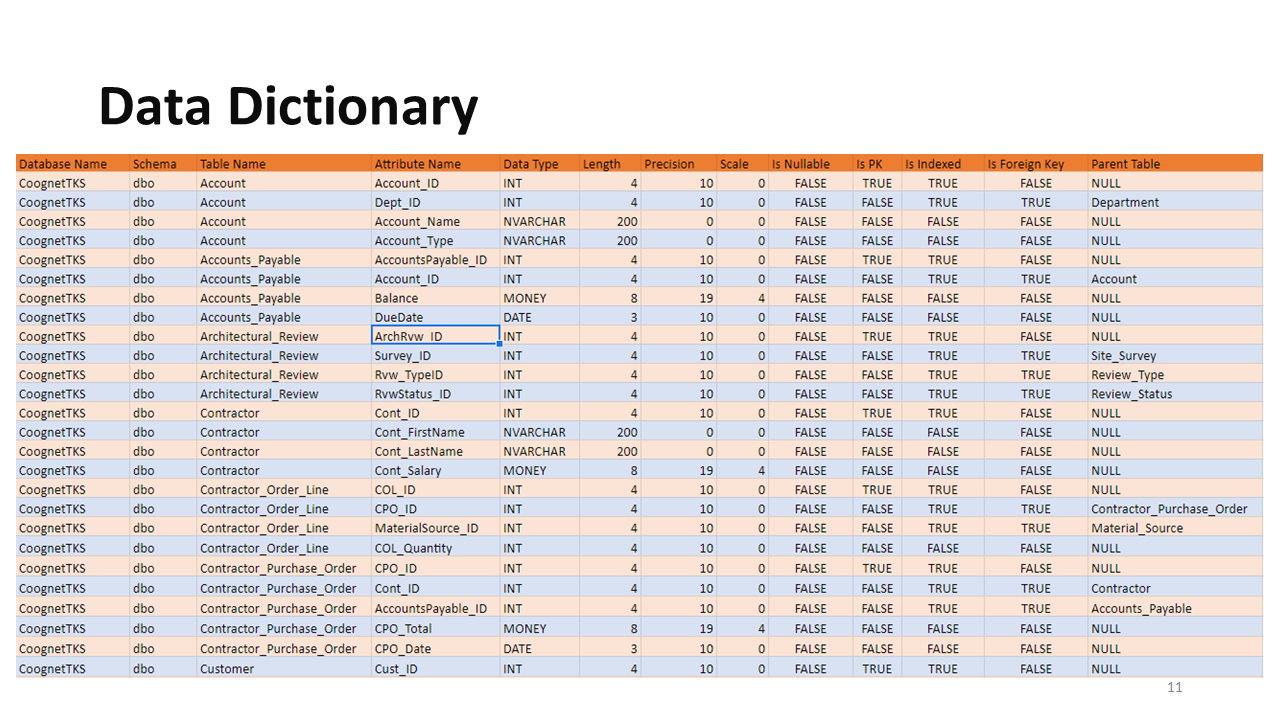 Data Dictionary
Database Name Schema Table Name Attribute Name Data Type Length Precision Scale Is Nullable Is PK Is Indexed Is Foreign Key Parent Table
CoognetTKS dbo Account Account_ID INT 4 10 0 FALSE TRUE TRUE FALSE NULL
CoognetTKS dbo Account Dept_ID INT 4 10 0 FALSE FALSE TRUE TRUE Department
CoognetTKS dbo Account Account_Name NVARCHAR 200 0 0 FALSE FALSE FALSE FALSE NULL
CoognetTKS dbo Account Account_Type NVARCHAR 200 0 0 FALSE FALSE FALSE FALSE NULL
CoognetTKS dbo Accounts_Payable AccountsPayable_ID INT 4 10 0 FALSE TRUE TRUE FALSE NULL
CoognetTKS dbo Accounts_Payable Account_ID INT 4 10 0 FALSE FALSE TRUE TRUE Account
CoognetTKS dbo Accounts_Payable Balance MONEY 8 19 4 FALSE FALSE FALSE FALSE NULL
CoognetTKS dbo Accounts_Payable DueDate DATE 3 10 0 FALSE FALSE FALSE FALSE NULL
CoognetTKS dbo Architectural_Review ArchRvw_ID INT 4 10 0 FALSE TRUE TRUE FALSE NULL
CoognetTKS dbo Architectural_Review Survey_ID INT 4 10 0 FALSE FALSE TRUE TRUE Site_Survey
CoognetTKS dbo Architectural_Review Rvw_TypeID INT 4 10 0 FALSE FALSE TRUE TRUE Review_Type
CoognetTKS dbo Architectural_Review RvwStatus_ID INT 4 10 0 FALSE FALSE TRUE TRUE Review_Status
CoognetTKS dbo Contractor Cont_ID INT 4 10 0 FALSE TRUE TRUE FALSE NULL
CoognetTKS dbo Contractor Cont_FirstName NVARCHAR 200 0 0 FALSE FALSE FALSE FALSE NULL
CoognetTKS dbo Contractor Cont_LastName NVARCHAR 200 0 0 FALSE FALSE FALSE FALSE NULL
CoognetTKS dbo Contractor Cont_Salary MONEY 8 19 4 FALSE FALSE FALSE FALSE NULL
CoognetTKS dbo Contractor_Order_Line COL_ID INT 4 10 0 FALSE TRUE TRUE FALSE NULL
CoognetTKS dbo Contractor_Order_Line CPO_ID INT 4 10 0 FALSE FALSE TRUE TRUE Contractor_Purchase_Order
CoognetTKS dbo Contractor_Order_Line MaterialSource_ID INT 4 10 0 FALSE FALSE TRUE TRUE Material_Source
CoognetTKS dbo Contractor_Order_Line COL_Quantity INT 4 10 0 FALSE FALSE FALSE FALSE NULL
CoognetTKS dbo Contractor_Purchase_Order CPO_ID INT 4 10 0 FALSE TRUE TRUE FALSE NULL
CoognetTKS dbo Contractor_Purchase_Order Cont_ID INT 4 10 0 FALSE FALSE TRUE TRUE Contractor
CoognetTKS dbo Contractor_Purchase_Order AccountsPayable_ID INT 4 10 0 FALSE FALSE TRUE TRUE Accounts_Payable
CoognetTKS dbo Contractor_Purchase_Order CPO_Total MONEY 8 19 4 FALSE FALSE FALSE FALSE NULL
CoognetTKS dbo Contractor_Purchase_Order CPO_Date DATE 3 10 0 FALSE FALSE FALSE FALSE NULL
CoognetTKS dbo Customer Cust_ID INT 4 10 0 FALSE TRUE TRUE FALSE NULL
11